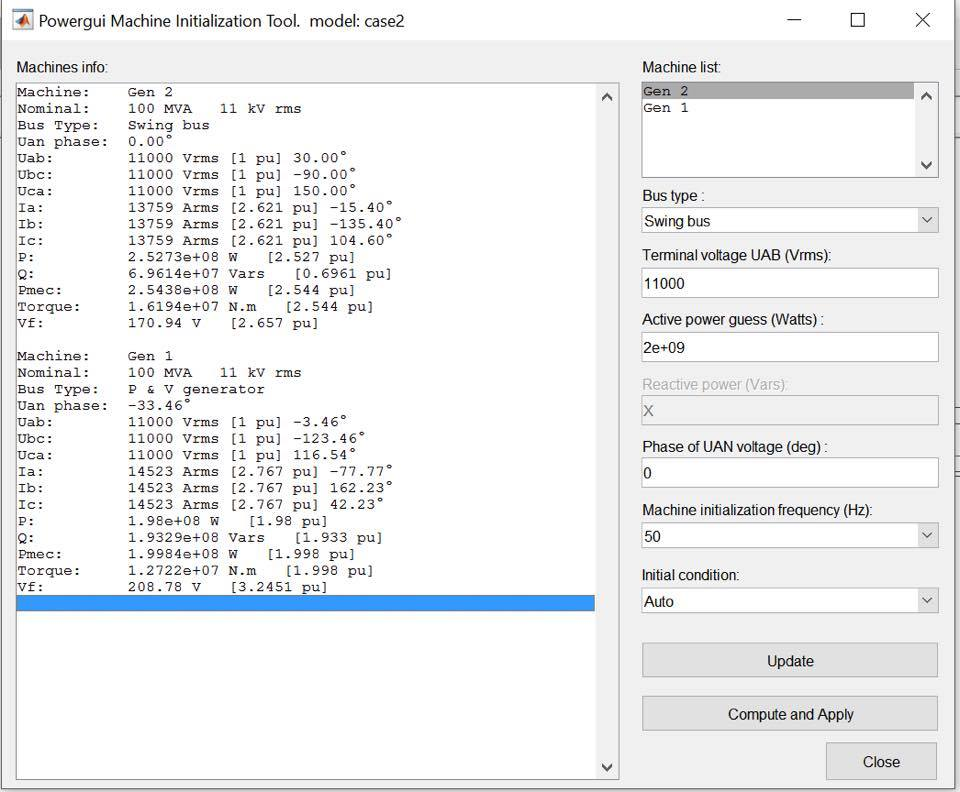 Powergui Machine Initialization Tool.  model: case2
Machines info:
Machine:    Gen 2
Nominal:    100 MVA   11 kV rms
Bus Type:   Swing bus
Uan phase:  0.00°
Uab:        11000 Vrms [1 pu] 30.00°
Ubc:        11000 Vrms [1 pu] -90.00°
Uca:        11000 Vrms [1 pu] 150.00°
Ia:         13759 Arms [2.621 pu] -15.40°
Ib:         13759 Arms [2.621 pu] -135.40°
Ic:         13759 Arms [2.621 pu] 104.60°
P:          2.5273e+08 W   [2.527 pu]
Q:          6.9614e+07 Vars   [0.6961 pu]
Pmec:       2.5438e+08 W   [2.544 pu]
Torque:     1.6194e+07 N.m   [2.544 pu]
Vf:         170.94 V   [2.657 pu]
Machine:    Gen 1
Nominal:    100 MVA   11 kV rms
Bus Type:   P & V generator
Uan phase:  -33.46°
Uab:        11000 Vrms [1 pu] -3.46°
Ubc:        11000 Vrms [1 pu] -123.46°
Uca:        11000 Vrms [1 pu] 116.54°
Ia:         14523 Arms [2.767 pu] -77.77°
Ib:         14523 Arms [2.767 pu] 162.23°
Ic:         14523 Arms [2.767 pu] 42.23°
P:          1.98e+08 W   [1.98 pu]
Q:          1.9329e+08 Vars   [1.933 pu]
Pmec:       1.9984e+08 W   [1.998 pu]
Torque:     1.2722e+07 N.m   [1.998 pu]
Vf:         208.78 V   [3.2451 pu]
Machine list:
Gen 2
Gen 1
Bus type :
Swing bus
Terminal voltage UAB (Vrms):
11000
Active power guess (Watts) :
2e+09
Reactive power (Vars):
X
Phase of UAN voltage (deg) :
0
Machine initialization frequency (Hz):
50
Initial condition:
Auto
Update
Compute and Apply
Close